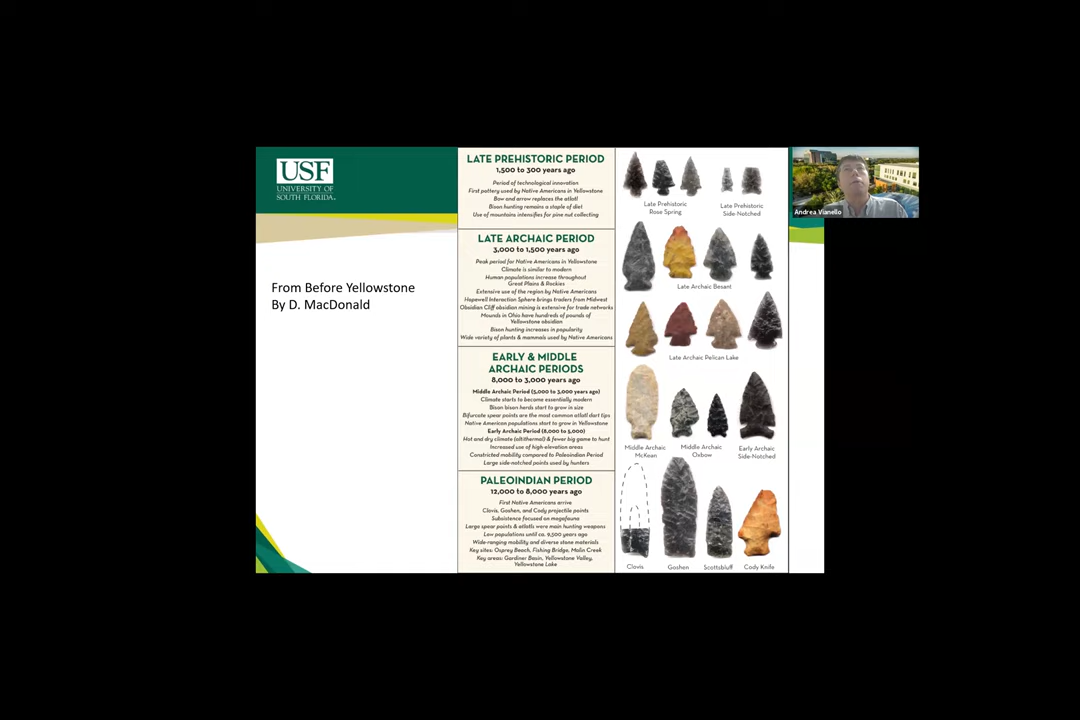 USF
UNIVERSITY OF
SOUTH FLORIDA.
From Before Yellowstone
By D. MacDonald
LATE PREHISTORIC PERIOD
1,500 to 300 years ago
Period of technological innovation
First pottery used by Native Americans in Yellowstone
Bow and arrow replaces the atlatl
Bison hunting remains a staple of diet
Use of mountains intensifies for pine nut collecting
LATE ARCHAIC PERIOD
3,000 to 1,500 years ago
Peak period for Native Americans in Yellowstone
Climate is similar to modern
Human populations increase throughout
Great Plains & Rockies
Extensive use of the region by Native Americans
Hopewell Interaction Sphere brings traders from Midwest
Obsidian Cliff obsidian mining is extensive for trade networks
Mounds in Ohio have hundreds of pounds of
Yellowstone obsidian
Bison hunting increases in popularity
Wide variety of plants & mammals used by Native Americans
EARLY & MIDDLE
ARCHAIC PERIODS
8,000 to 3,000 years ago
Middle Archaic Period (5,000 to 3,000 years ago)
Climate starts to become essentially modern
Bison bison herds start to grow in size
Bifurcate spear points are the most common atlatl dart tips
Native American populations start to grow in Yellowstone
Early Archaic Period (8,000 to 5,000)
Hot and dry climate (altithermal) & fewer big game to hunt
Increased use of high-elevation areas
Constricted mobility compared to Paleoindian Period
Large side-notched points used by hunters
PALEOINDIAN PERIOD
12,000 to 8,000 years ago
First Native Americans arrive
Clovis, Goshen, and Cody projectile points
Subsistence focused on megafauna
Large spear points & atlatls were main hunting weapons
Low populations until ca. 9,500 years ago
Wide-ranging mobility and diverse stone materials
Key sites: Osprey Beach, Fishing Bridge, Malin Creek
Key areas: Gardiner Basin, Yellowstone Valley,
Yellowstone Lake
Late Prehistoric
Rose Spring
Late Prehistoric
Side-Notched
Late Archaic Besant
Late Archaic Pelican Lake
Middle Archaic
McKean
Middle Archaic
Oxbow
Early Archaic
Side-Notched
Clovis
Goshen
Scottsbluff
Cody Knife
Andrea Vianello